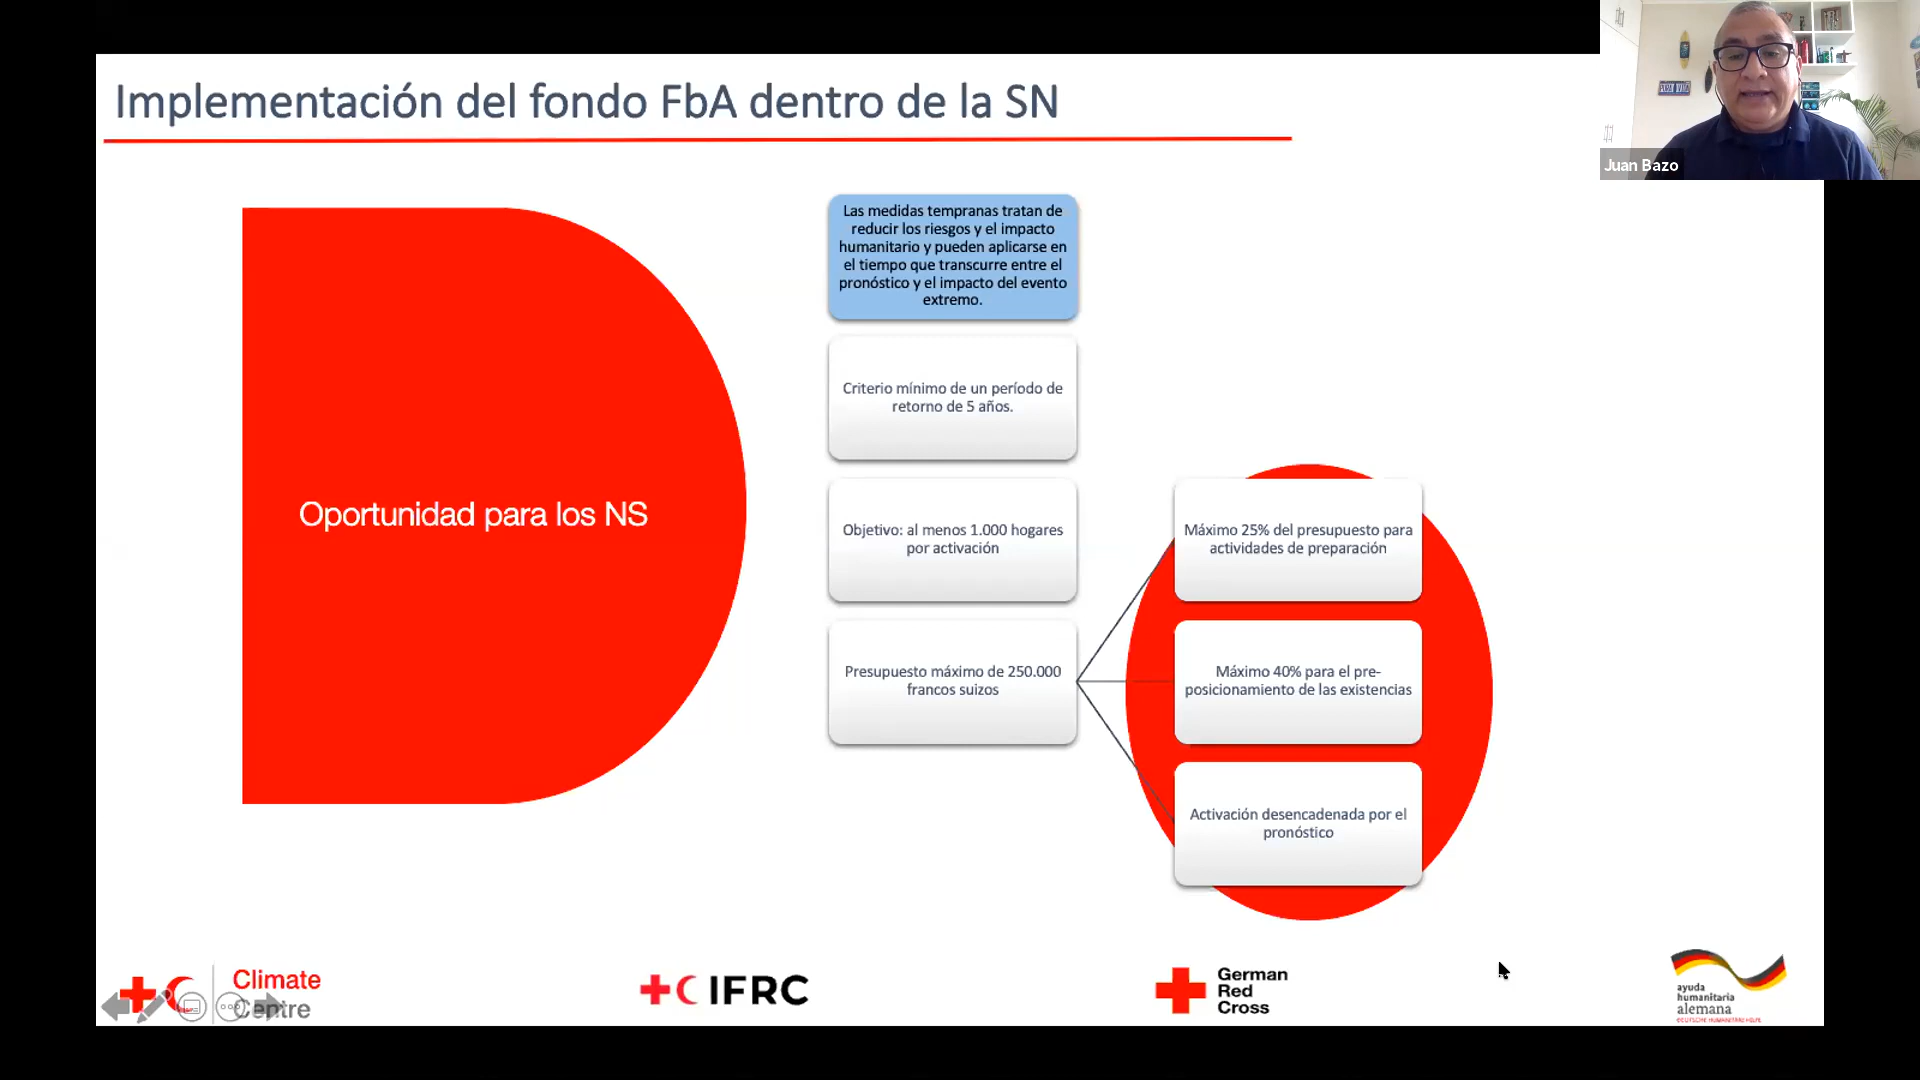 Implementación del fondo FbA dentro de la SN
Juan Bazo
Las medidas tempranas tratan de
reducir los riesgos y el impacto
humanitario y pueden aplicarse en
el tiempo que transcurre entre el
pronóstico y el impacto del evento
extremo.
Criterio mínimo de un período de
retorno de 5 años.
Oportunidad para los NS
Objetivo: al menos 1.000 hogares
por activación
Presupuesto máximo de 250.000
francos suizos
Máximo 25% del presupuesto para
actividades de preparación
Máximo 40% para el pre-
posicionamiento de las existencias
Activación desencadenada por el
pronóstico
Climate
Centre
IFRC
German
Red
Cross
ayuda
humanitaria
alemana
DEUTSCHE HUMANITÄRE HILFE